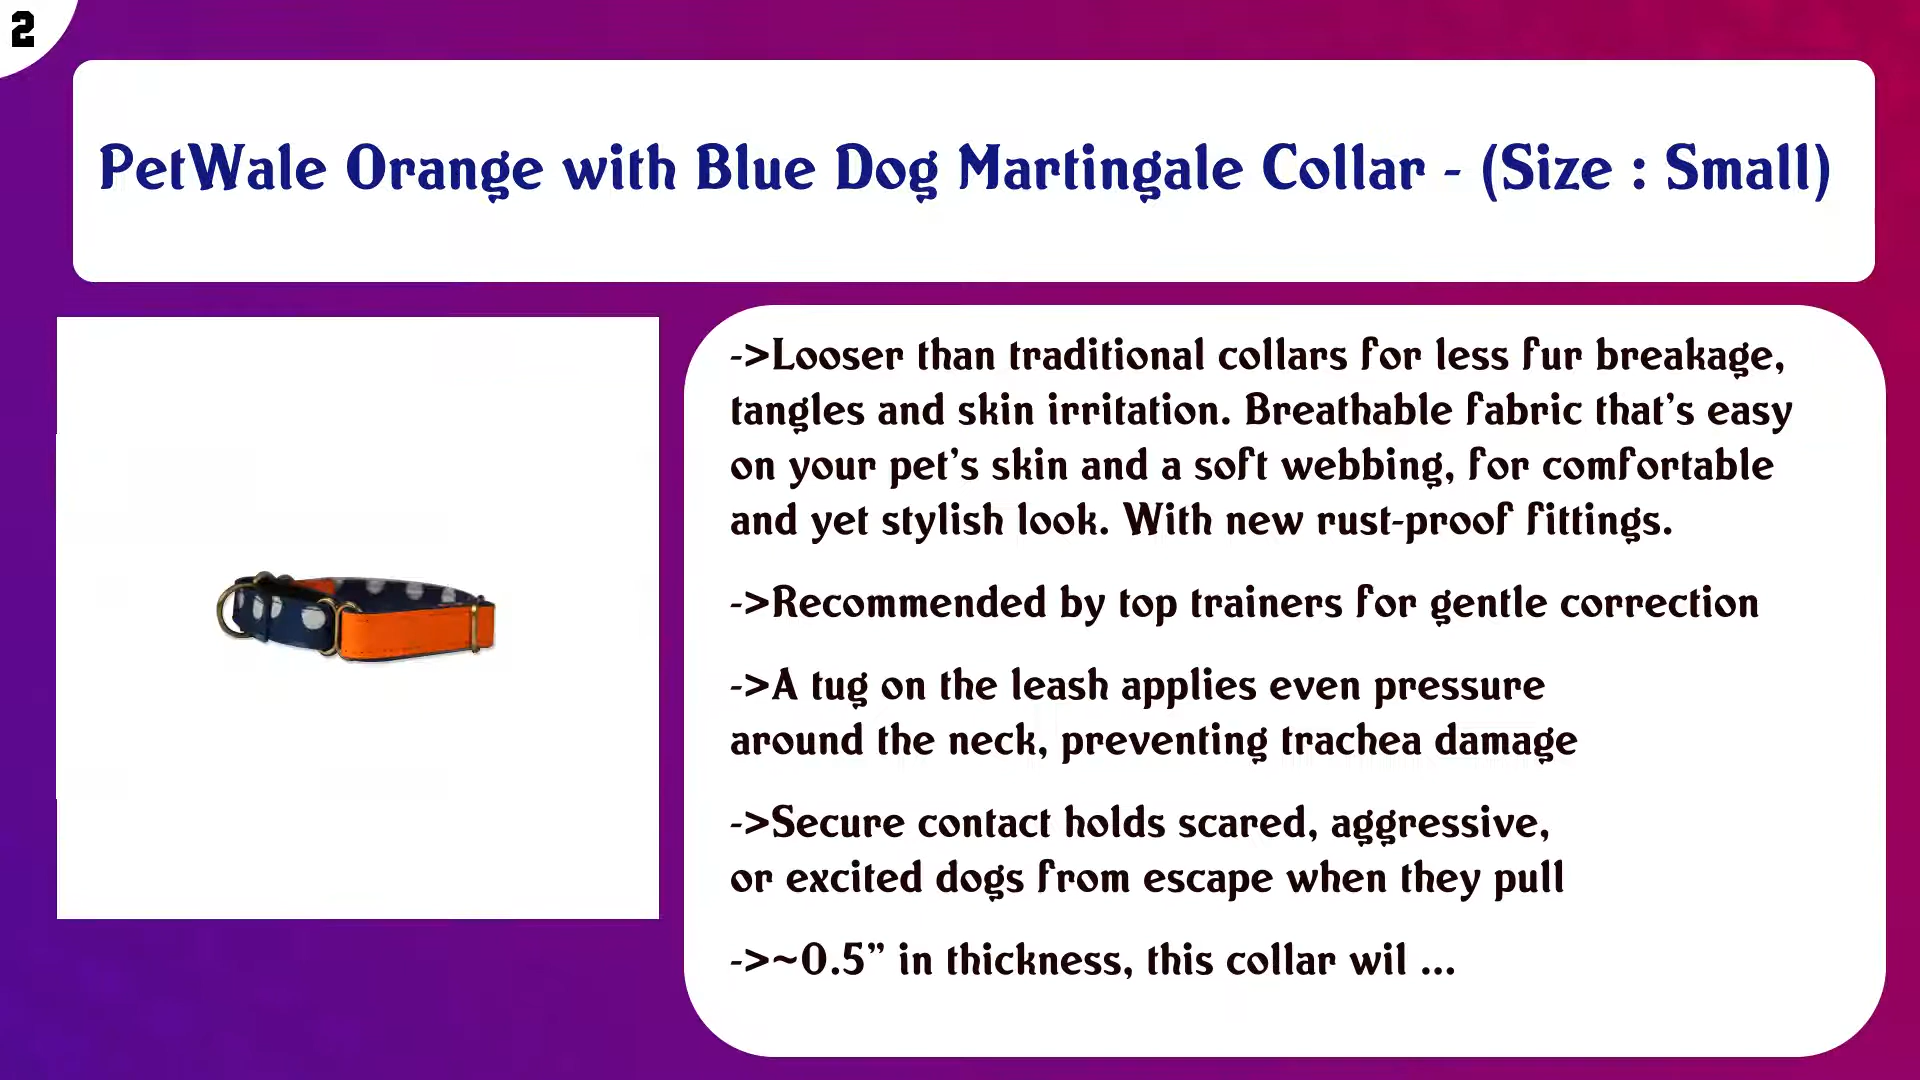 2
PetWale Orange with Blue Dog Martingale Collar - (Size : Small)
->Looser than traditional collars for less fur breakage,
tangles and skin irritation. Breathable fabric that’s easy
on your pet’s skin and a soft webbing, for comfortable
and yet stylish look. With new rust-proof fittings.
->Recommended by top trainers for gentle correction
->A tug on the leash applies even pressure
around the neck, preventing trachea damage
->Secure contact holds scared, aggressive,
or excited dogs from escape when they pull
->~0.5” in thickness, this collar wil ...